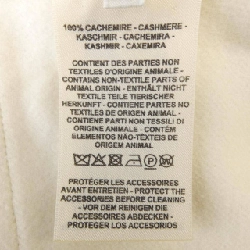 100% CACHEMIRE - CASHMERE -
KASCHMIR - CACHEMIRA -
KASHMIR - CAXEMIRA
CONTIENT DES PARTIES NON
TEXTILES D'ORIGINE ANIMALE -
CONTAINS NON-TEXTILE PARTS OF
ANIMAL ORIGIN - ENTHÄLT NICHT
TEXTILE TEILE TIERISCHER
HERKUNFT - CONTIENE PARTES NO
TEXTILES DE ORIGEN ANIMAL -
CONTIENE PARTI NON TESSILI DI
ORIGINE ANIMALE - CONTÉM
ELEMENTOS NÃO-TÊXTEIS DE
ORIGEM ANIMAL
P
PROTÉGER LES ACCESSOIRES
AVANT ENTRETIEN - PROTECT THE
ACCESSORIES BEFORE CLEANING -
VOR DEM REINIGEN DIE
ACCESSOIRES ABDECKEN -
PROTEGER LOS ACCESORIOS